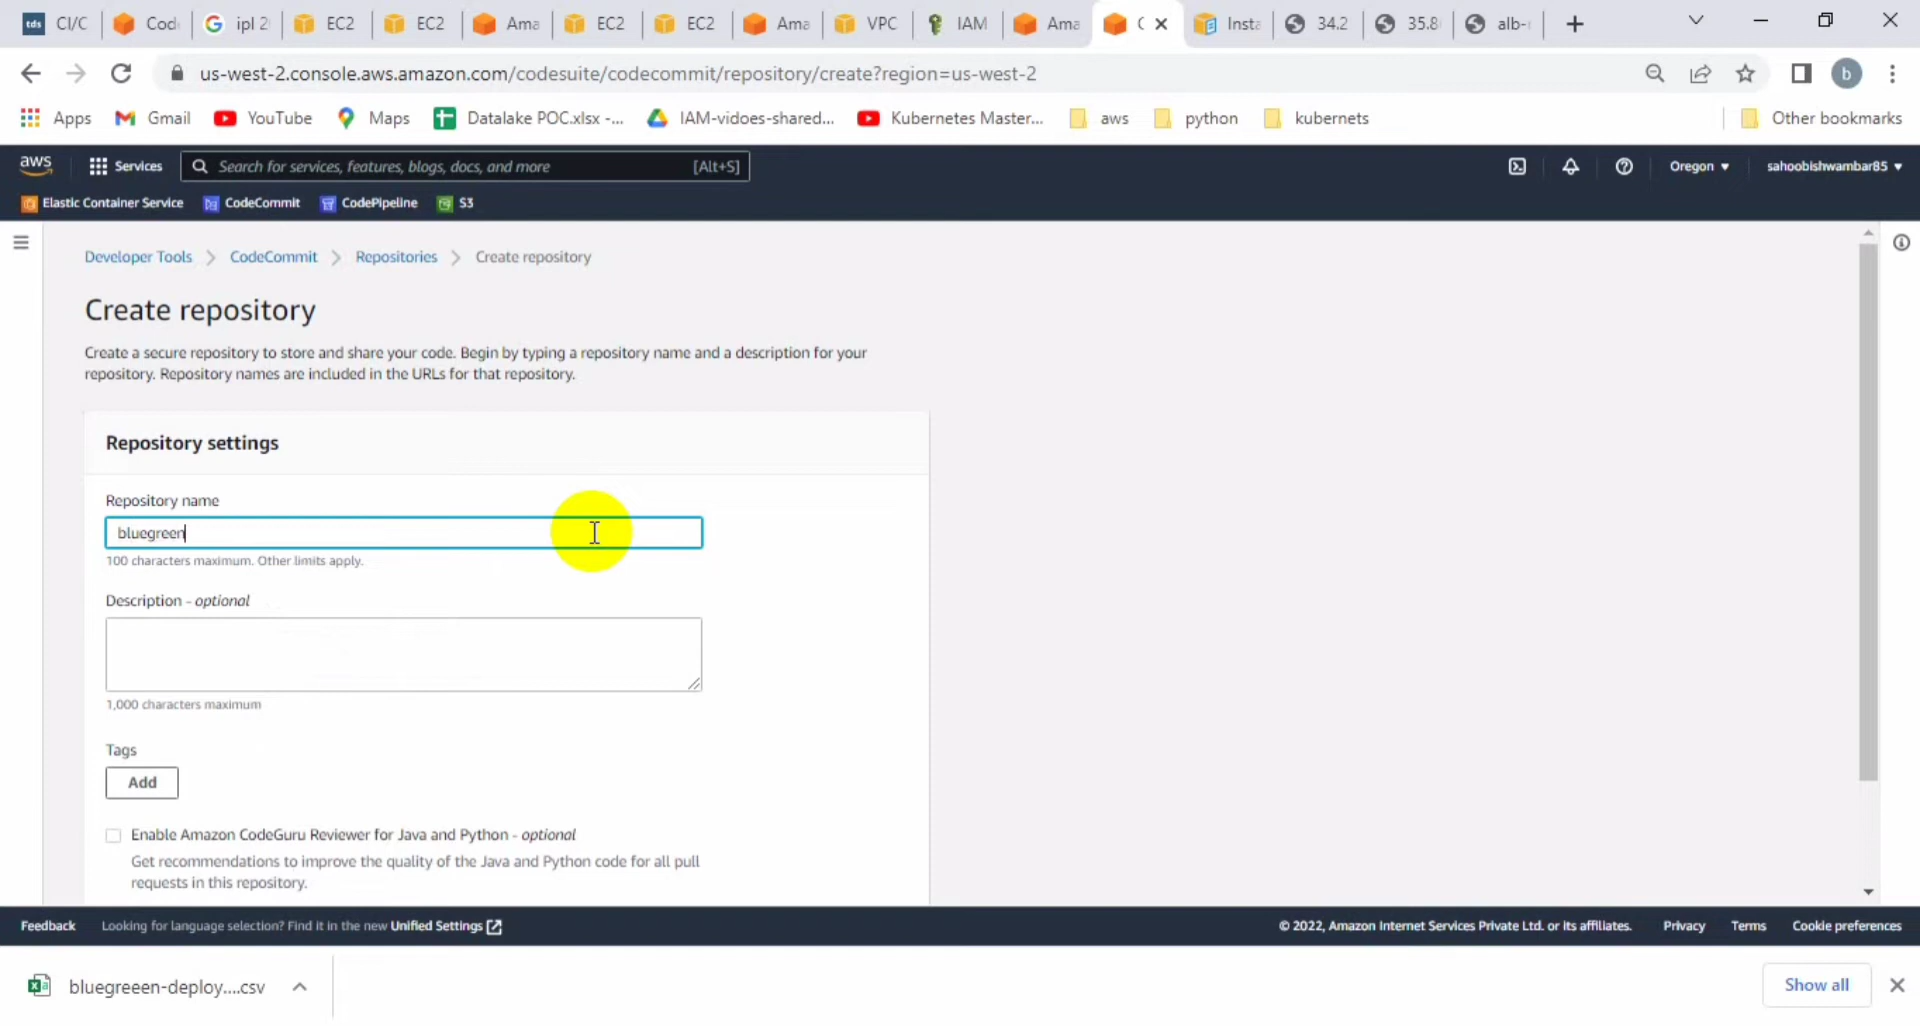 tds CI/C Cod ipl 2 EC2 EC2 Ama EC2 EC2 Ama VPC IAM Ama C Insta 34.2 35.8 alb-
us-west-2.console.aws.amazon.com/codesuite/codecommit/repository/create?region=us-west-2 b
Apps Gmail YouTube Maps Datalake POC.xlsx -... IAM-vidoes-shared... Kubernetes Master... aws python kubernets Other bookmarks
aws Services Search for services, features, blogs, docs, and more [Alt+S] Oregon sahoobishwambar85
Elastic Container Service CodeCommit CodePipeline S3
Developer Tools > CodeCommit > Repositories > Create repository
Create repository
Create a secure repository to store and share your code. Begin by typing a repository name and a description for your
repository. Repository names are included in the URLs for that repository.
Repository settings
Repository name
bluegreen
100 characters maximum. Other limits apply.
Description - optional
1,000 characters maximum
Tags
Add
Enable Amazon CodeGuru Reviewer for Java and Python - optional
Get recommendations to improve the quality of the Java and Python code for all pull
requests in this repository.
Feedback Looking for language selection? Find it in the new Unified Settings © 2022, Amazon Internet Services Private Ltd. or its affiliates. Privacy Terms Cookie preferences
bluegreeen-deploy....csv Show all